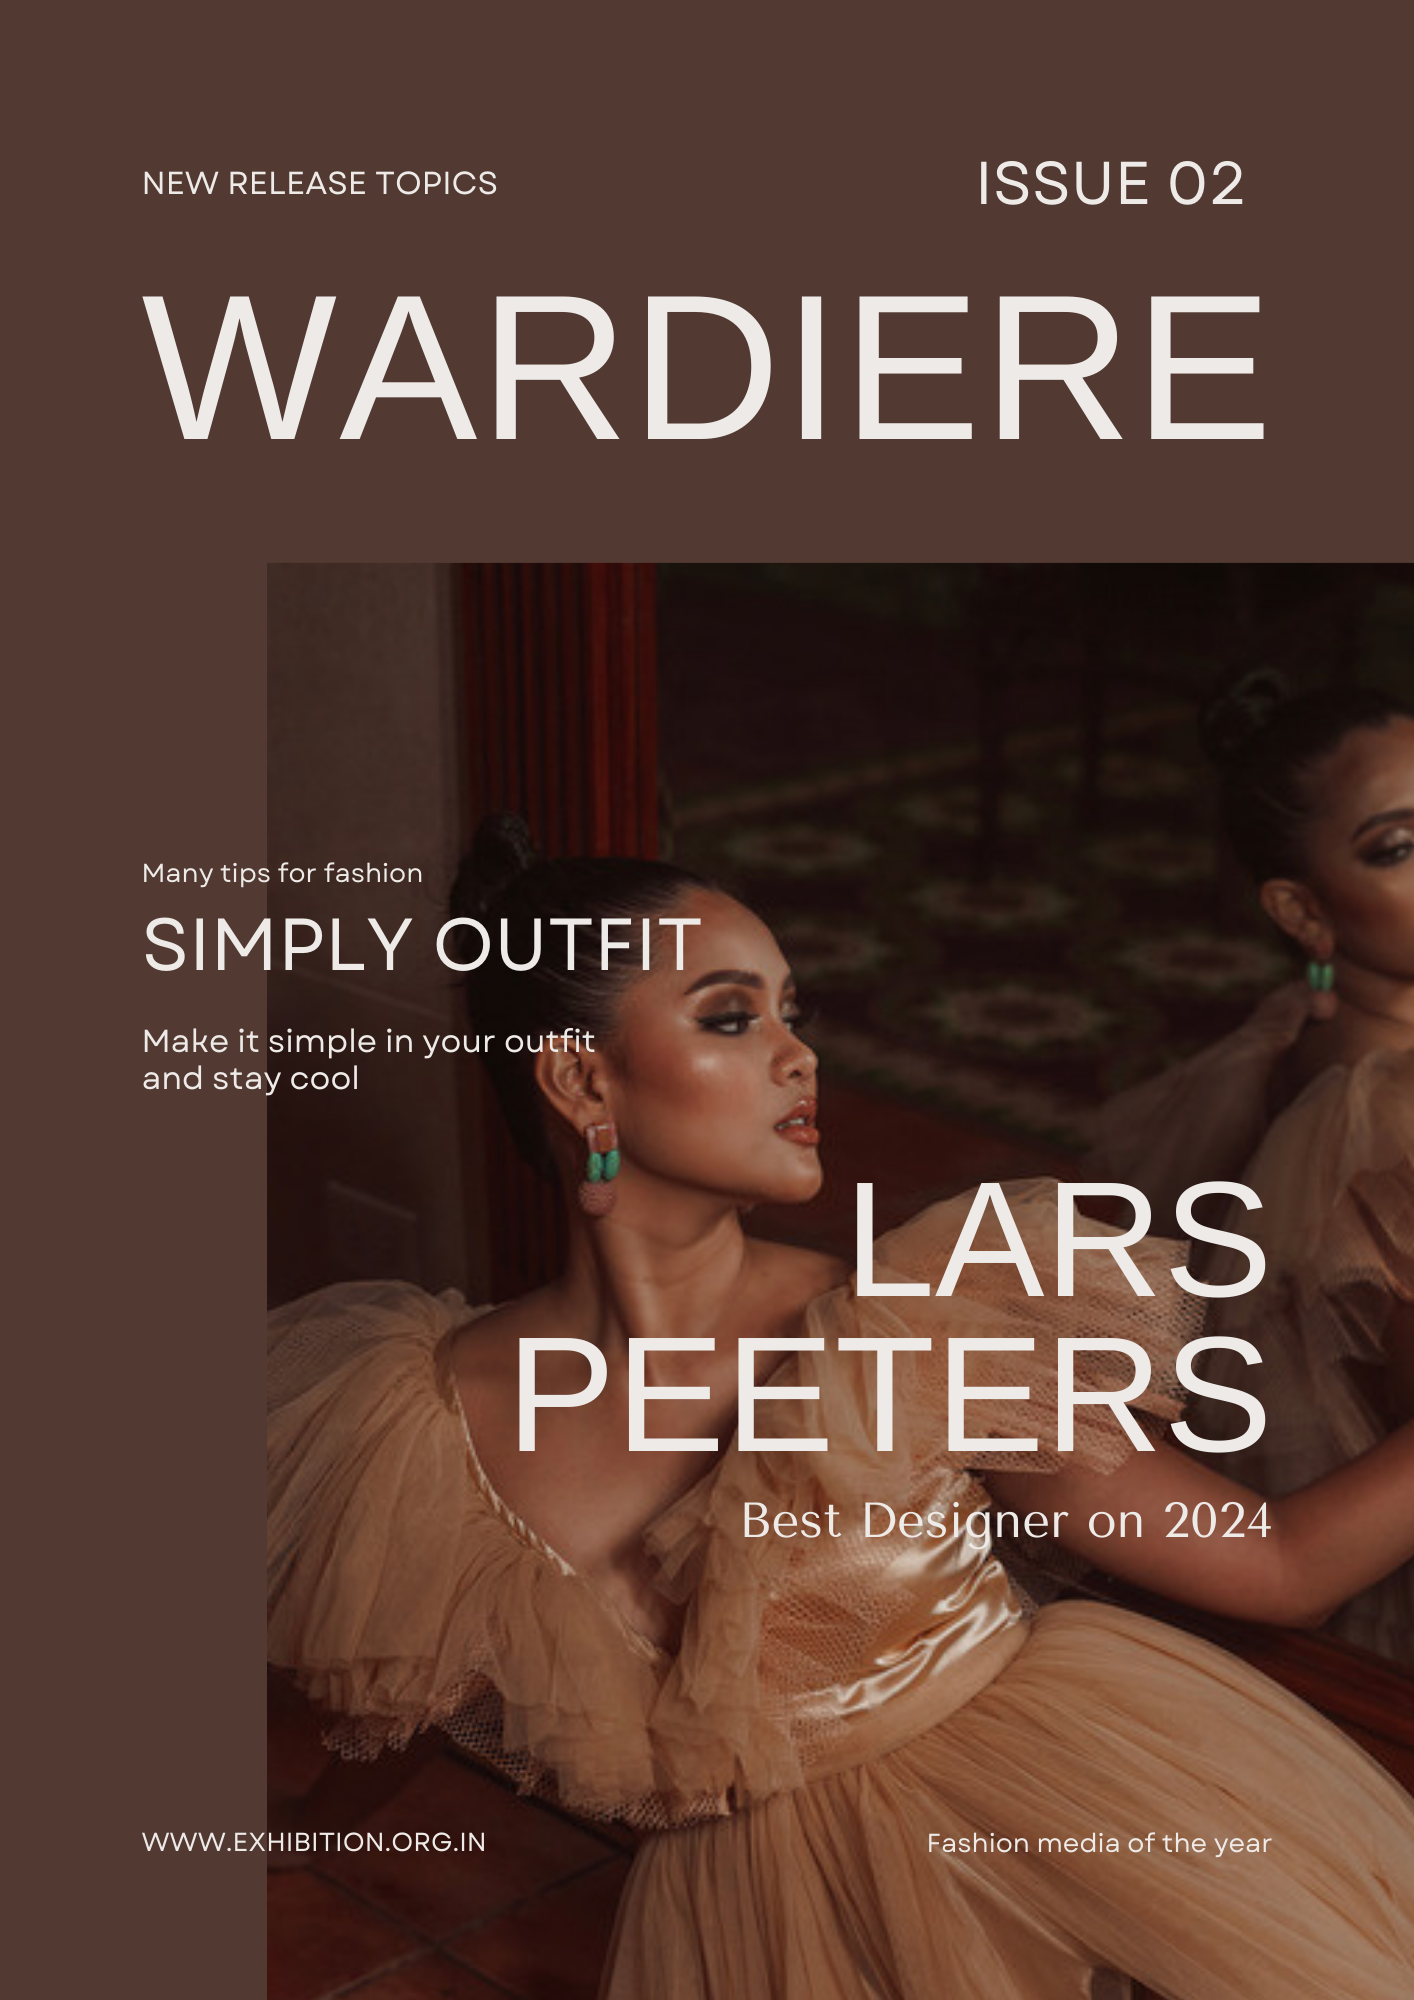 NEW RELEASE TOPICS
ISSUE 02
WARDIERE
Many tips for fashion
SIMPLY OUTFIT
Make it simple in your outfit
and stay cool
LARS
PEETERS
Best Designer on 2024
WWW.EXHIBITION.ORG.IN
Fashion media of the year